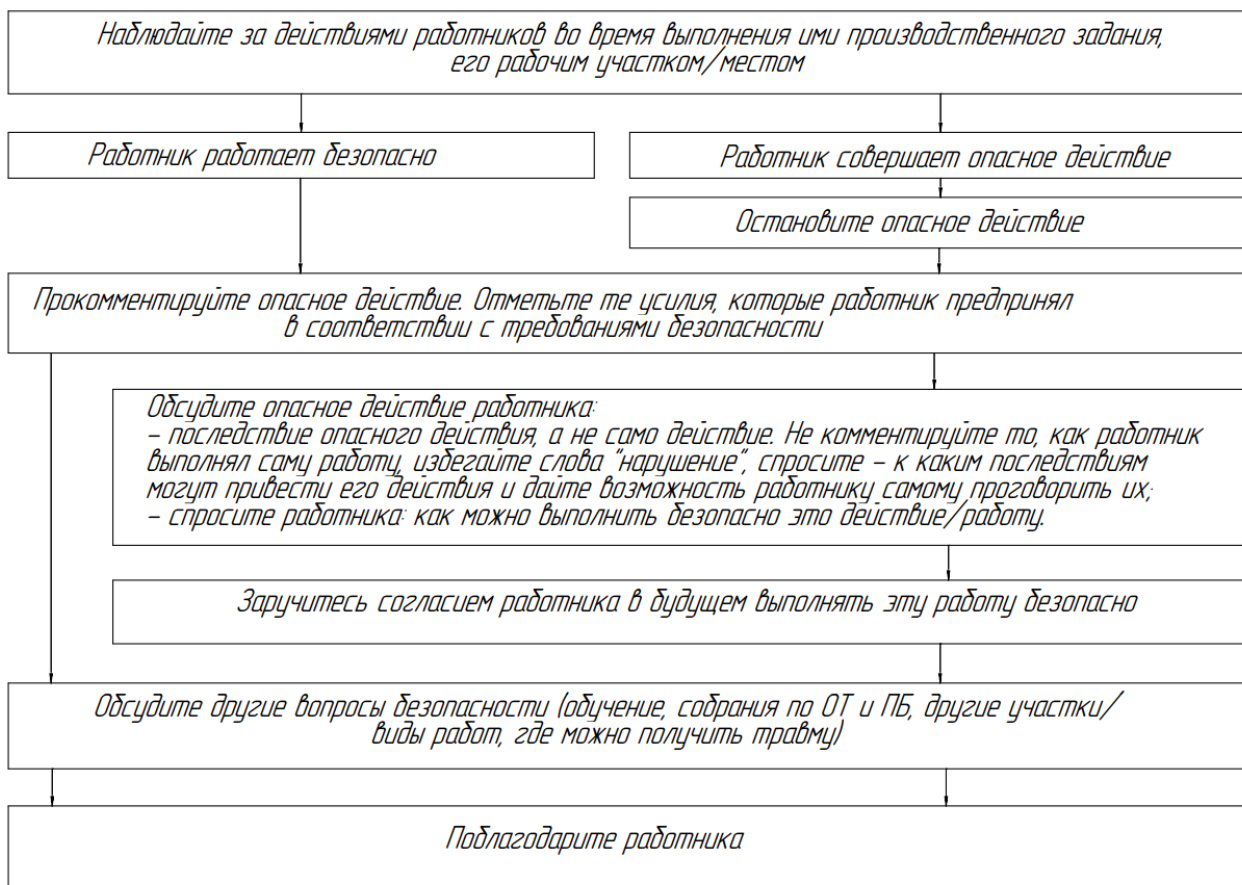 Наблюдайте за действиями работников во время выполнения ими производственного задания,
его рабочим участком/местом
Работник работает безопасно
Работник совершает опасное действие
Остановите опасное действие
Прокомментируйте опасное действие. Отметьте те усилия, которые работник предпринял
в соответствии с требованиями безопасности
Обсудите опасное действие работника:
– последствие опасного действия, а не само действие. Не комментируйте то, как работник
выполнял саму работу, избегайте слова "нарушение", спросите – к каким последствиям
могут привести его действия и дайте возможность работнику самому проговорить их;
– спросите работника: как можно выполнить безопасно это действие/работу.
Заручитесь согласием работника в будущем выполнять эту работу безопасно
Обсудите другие вопросы безопасности (обучение, собрания по ОТ и ПБ, другие участки/
виды работ, где можно получить травму)
Поблагодарите работника